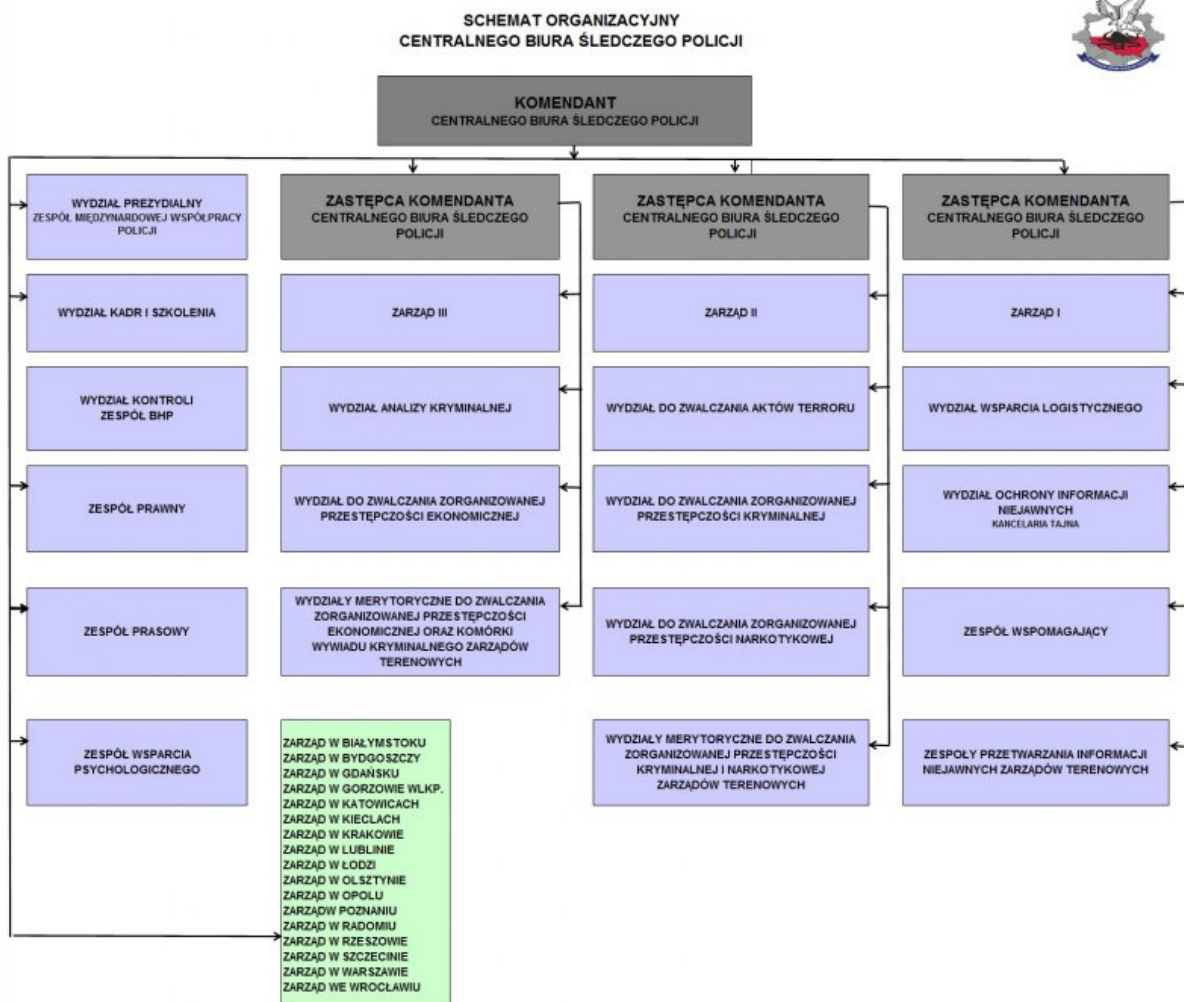 SCHEMAT ORGANIZACYJNY
CENTRALNEGO BIURA ŚLEDCZEGO POLICJI
KOMENDANT
CENTRALNEGO BIURA ŚLEDCZEGO POLICJI
WYDZIAŁ PREZYDIALNY
ZESPÓŁ MIĘDZYNARDOWEJ WSPÓŁPRACY
POLICJI
WYDZIAŁ KADR I SZKOLENIA
WYDZIAŁ KONTROLI
ZESPÓŁ BHP
ZESPÓŁ PRAWNY
ZESPÓŁ PRASOWY
ZESPÓŁ WSPARCIA
PSYCHOLOGICZNEGO
ZASTĘPCA KOMENDANTA
CENTRALNEGO BIURA ŚLEDCZEGO
POLICJI
ZARZĄD III
WYDZIAŁ ANALIZY KRYMINALNEJ
WYDZIAŁ DO ZWALCZANIA ZORGANIZOWANEJ
PRZESTĘPCZOŚCI EKONOMICZNEJ
WYDZIAŁY MERYTORYCZNE DO ZWALCZANIA
ZORGANIZOWANEJ PRZESTĘPCZOŚCI
EKONOMICZNEJ ORAZ KOMÓRKI
WYWIADU KRYMINALNEGO ZARZĄDÓW
TERENOWYCH
ZARZĄD W BIAŁYMSTOKU
ZARZĄD W BYDGOSZCZY
ZARZĄD W GDAŃSKU
ZARZĄD W GORZOWIE WLKP.
ZARZĄD W KATOWICACH
ZARZĄD W KIECLACH
ZARZĄD W KRAKOWIE
ZARZĄD W LUBLINIE
ZARZĄD W ŁODZI
ZARZĄD W OLSZTYNIE
ZARZĄD W OPOLU
ZARZĄDW POZNANIU
ZARZĄD W RADOMIU
ZARZĄD W RZESZOWIE
ZARZĄD W SZCZECINIE
ZARZĄD W WARSZAWIE
ZARZĄD WE WROCŁAWIU
ZASTĘPCA KOMENDANTA
CENTRALNEGO BIURA ŚLEDCZEGO
POLICJI
ZARZĄD II
WYDZIAŁ DO ZWALCZANIA AKTÓW TERRORU
WYDZIAŁ DO ZWALCZANIA ZORGANIZOWANEJ
PRZESTĘPCZOŚCI KRYMINALNEJ
WYDZIAŁ DO ZWALCZANIA ZORGANIZOWANEJ
PRZESTĘPCZOŚCI NARKOTYKOWEJ
WYDZIAŁY MERYTORYCZNE DO ZWALCZANIA
ZORGANIZOWANEJ PRZESTĘPCZOŚCI
KRYMINALNEJ I NARKOTYKOWEJ
ZARZĄDÓW TERENOWYCH
ZASTĘPCA KOMENDANTA
CENTRALNEGO BIURA ŚLEDCZEGO
POLICJI
ZARZĄD I
WYDZIAŁ WSPARCIA LOGISTYCZNEGO
WYDZIAŁ OCHRONY INFORMACJI
NIEJAWNYCH
KANCELARIA TAJNA
ZESPÓŁ WSPOMAGAJĄCY
ZESPOŁY PRZETWARZANIA INFORMACJI
NIEJAWNYCH ZARZĄDÓW TERENOWYCH